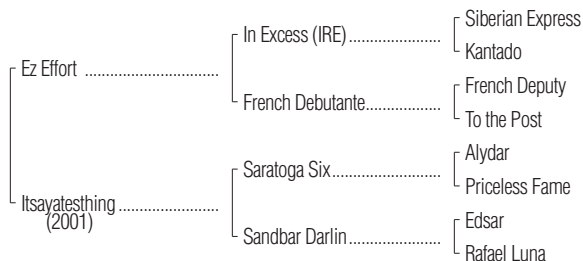 Siberian Express
In Excess (IRE)
Kantado
Ez Effort
French Deputy
French Debutante
To the Post
Alydar
Saratoga Six
Priceless Fame
Itsayatesthing
(2001)
Edsar
Sandbar Darlin
Rafael Luna